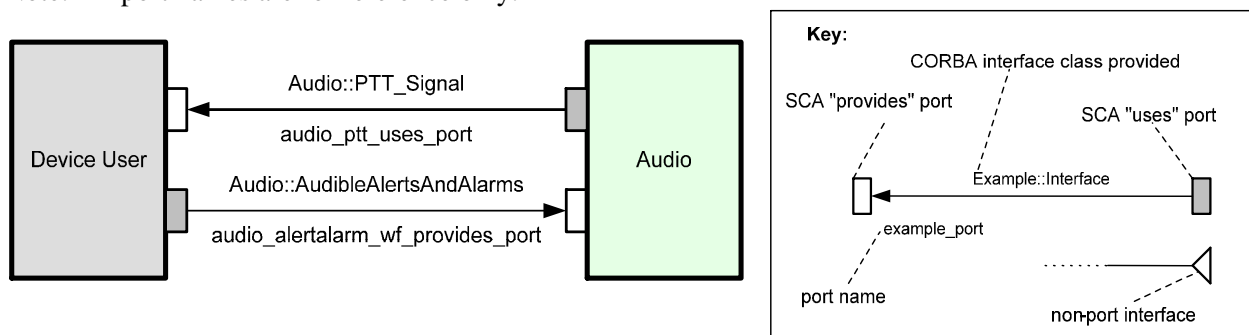 Device User
Audio::PTT_Signal
audio_ptt_uses_port
Audio::AudibleAlertsAndAlarms
audio_alertalarm_wf_provides_port
Audio
Key:
CORBA interface class provided
SCA "provides" port
SCA "uses" port
Example::Interface
example_port
port name
non-port interface